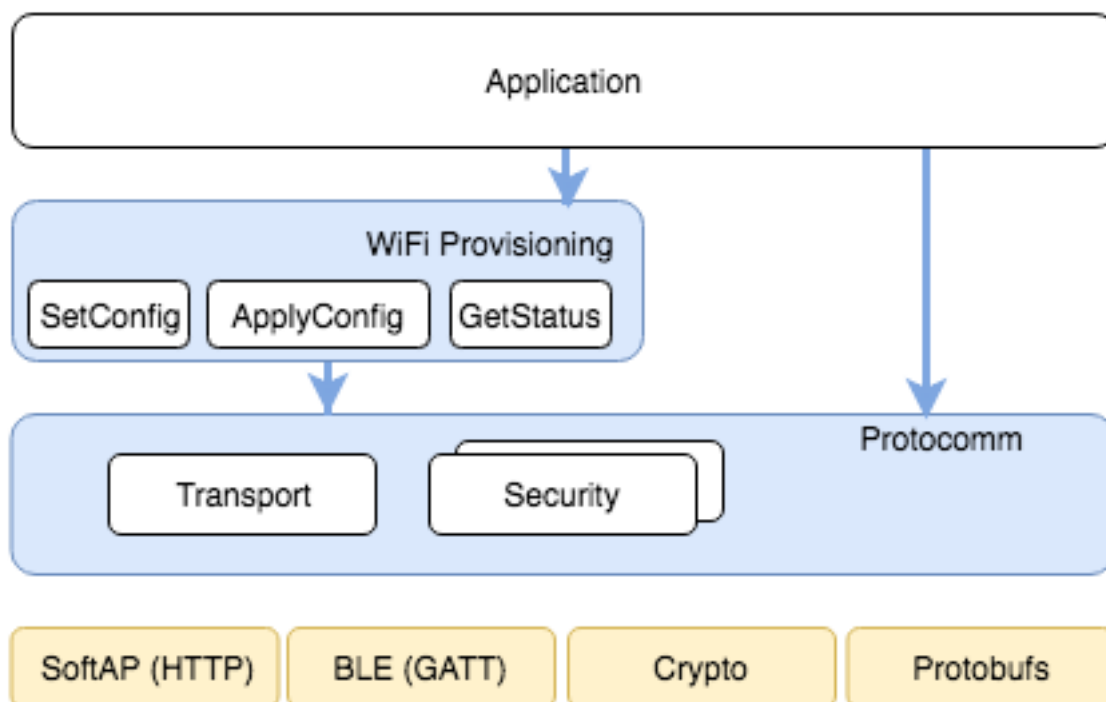 Application
WiFi Provisioning
SetConfig
ApplyConfig
GetStatus
Protocomm
Transport
Security
SoftAP (HTTP)
BLE (GATT)
Crypto
Protobufs